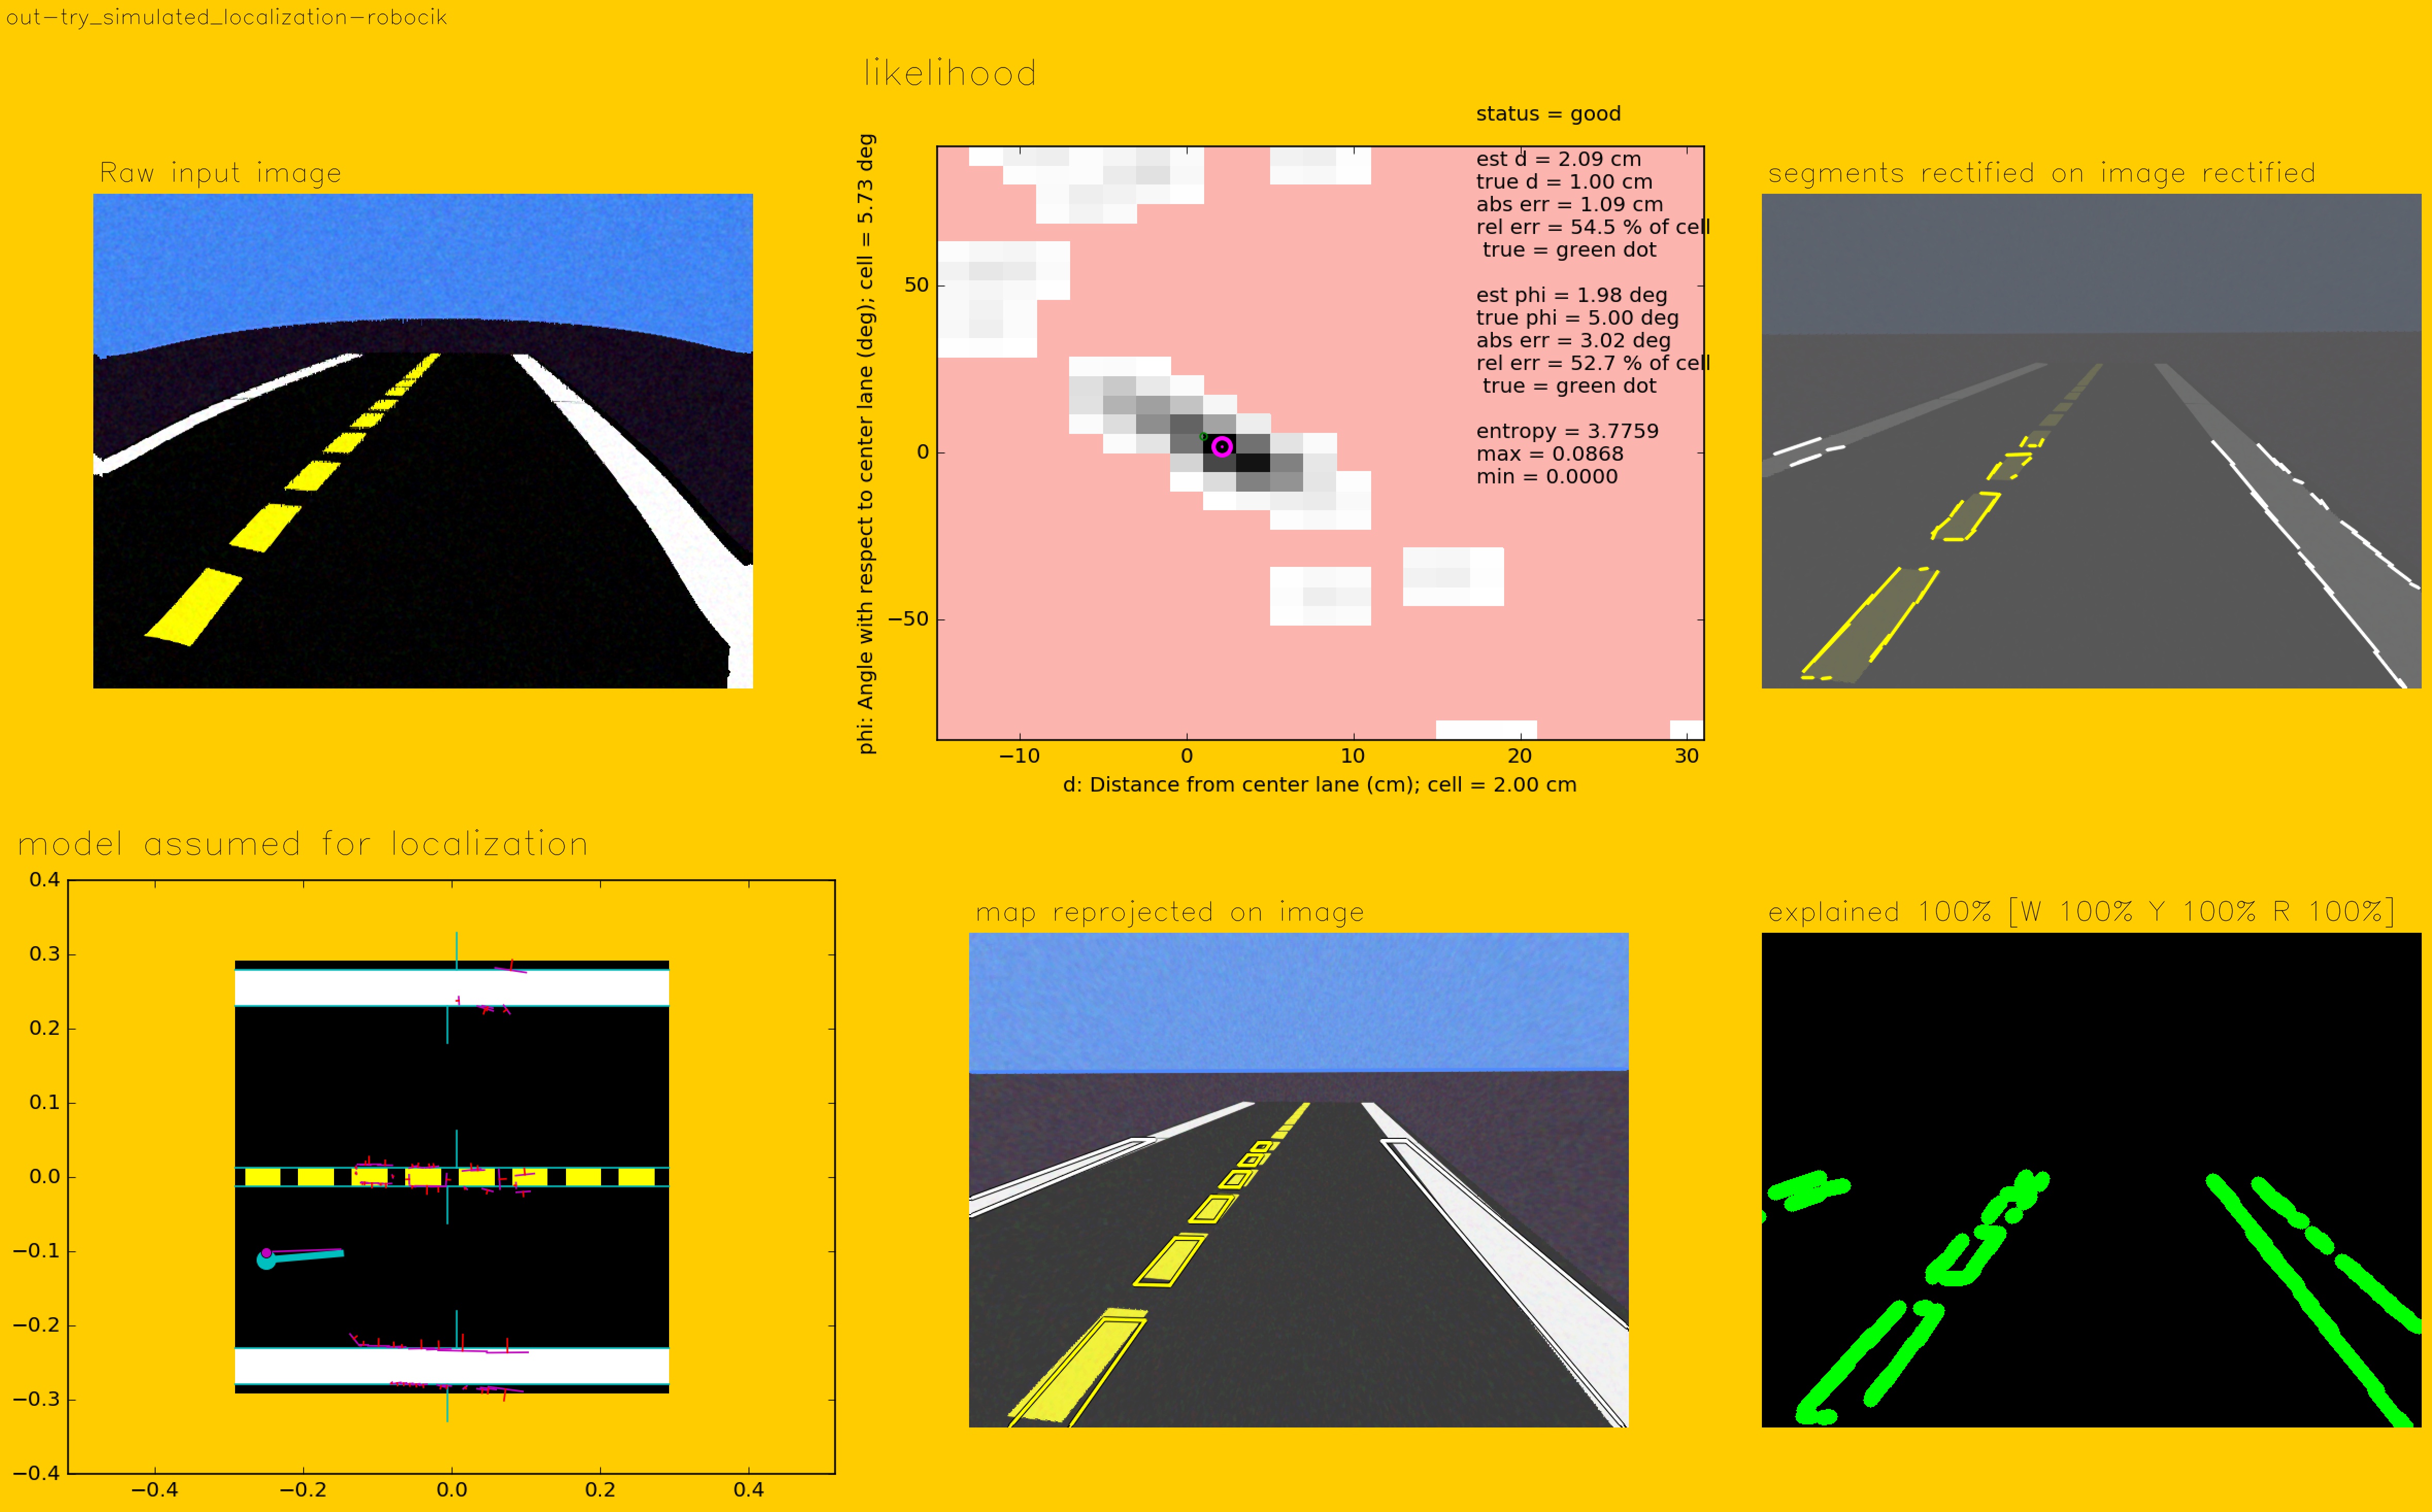 out-try_simulated_localization-robocik
likelihood
status = good
Raw input image
segments rectified on image rectified
est d = 2.09 cm
true d = 1.00 cm
abs err = 1.09 cm
rel err = 54.5 % of cell
true = green dot
est phi = 1.98 deg
true phi = 5.00 deg
abs err = 3.02 deg
rel err = 52.7 % of cell
true = green dot
entropy = 3.7759
max = 0.0868
min = 0.0000
phi: Angle with respect to center lane (deg); cell = 5.73 deg
50
0
−50
−10 0 10 20 30
d: Distance from center lane (cm); cell = 2.00 cm
model assumed for localization
0.4
0.3
0.2
0.1
0.0
−0.1
−0.2
−0.3
−0.4
−0.4 −0.2 0.0 0.2 0.4
map reprojected on image
explained 100% [W 100% Y 100% R 100%]